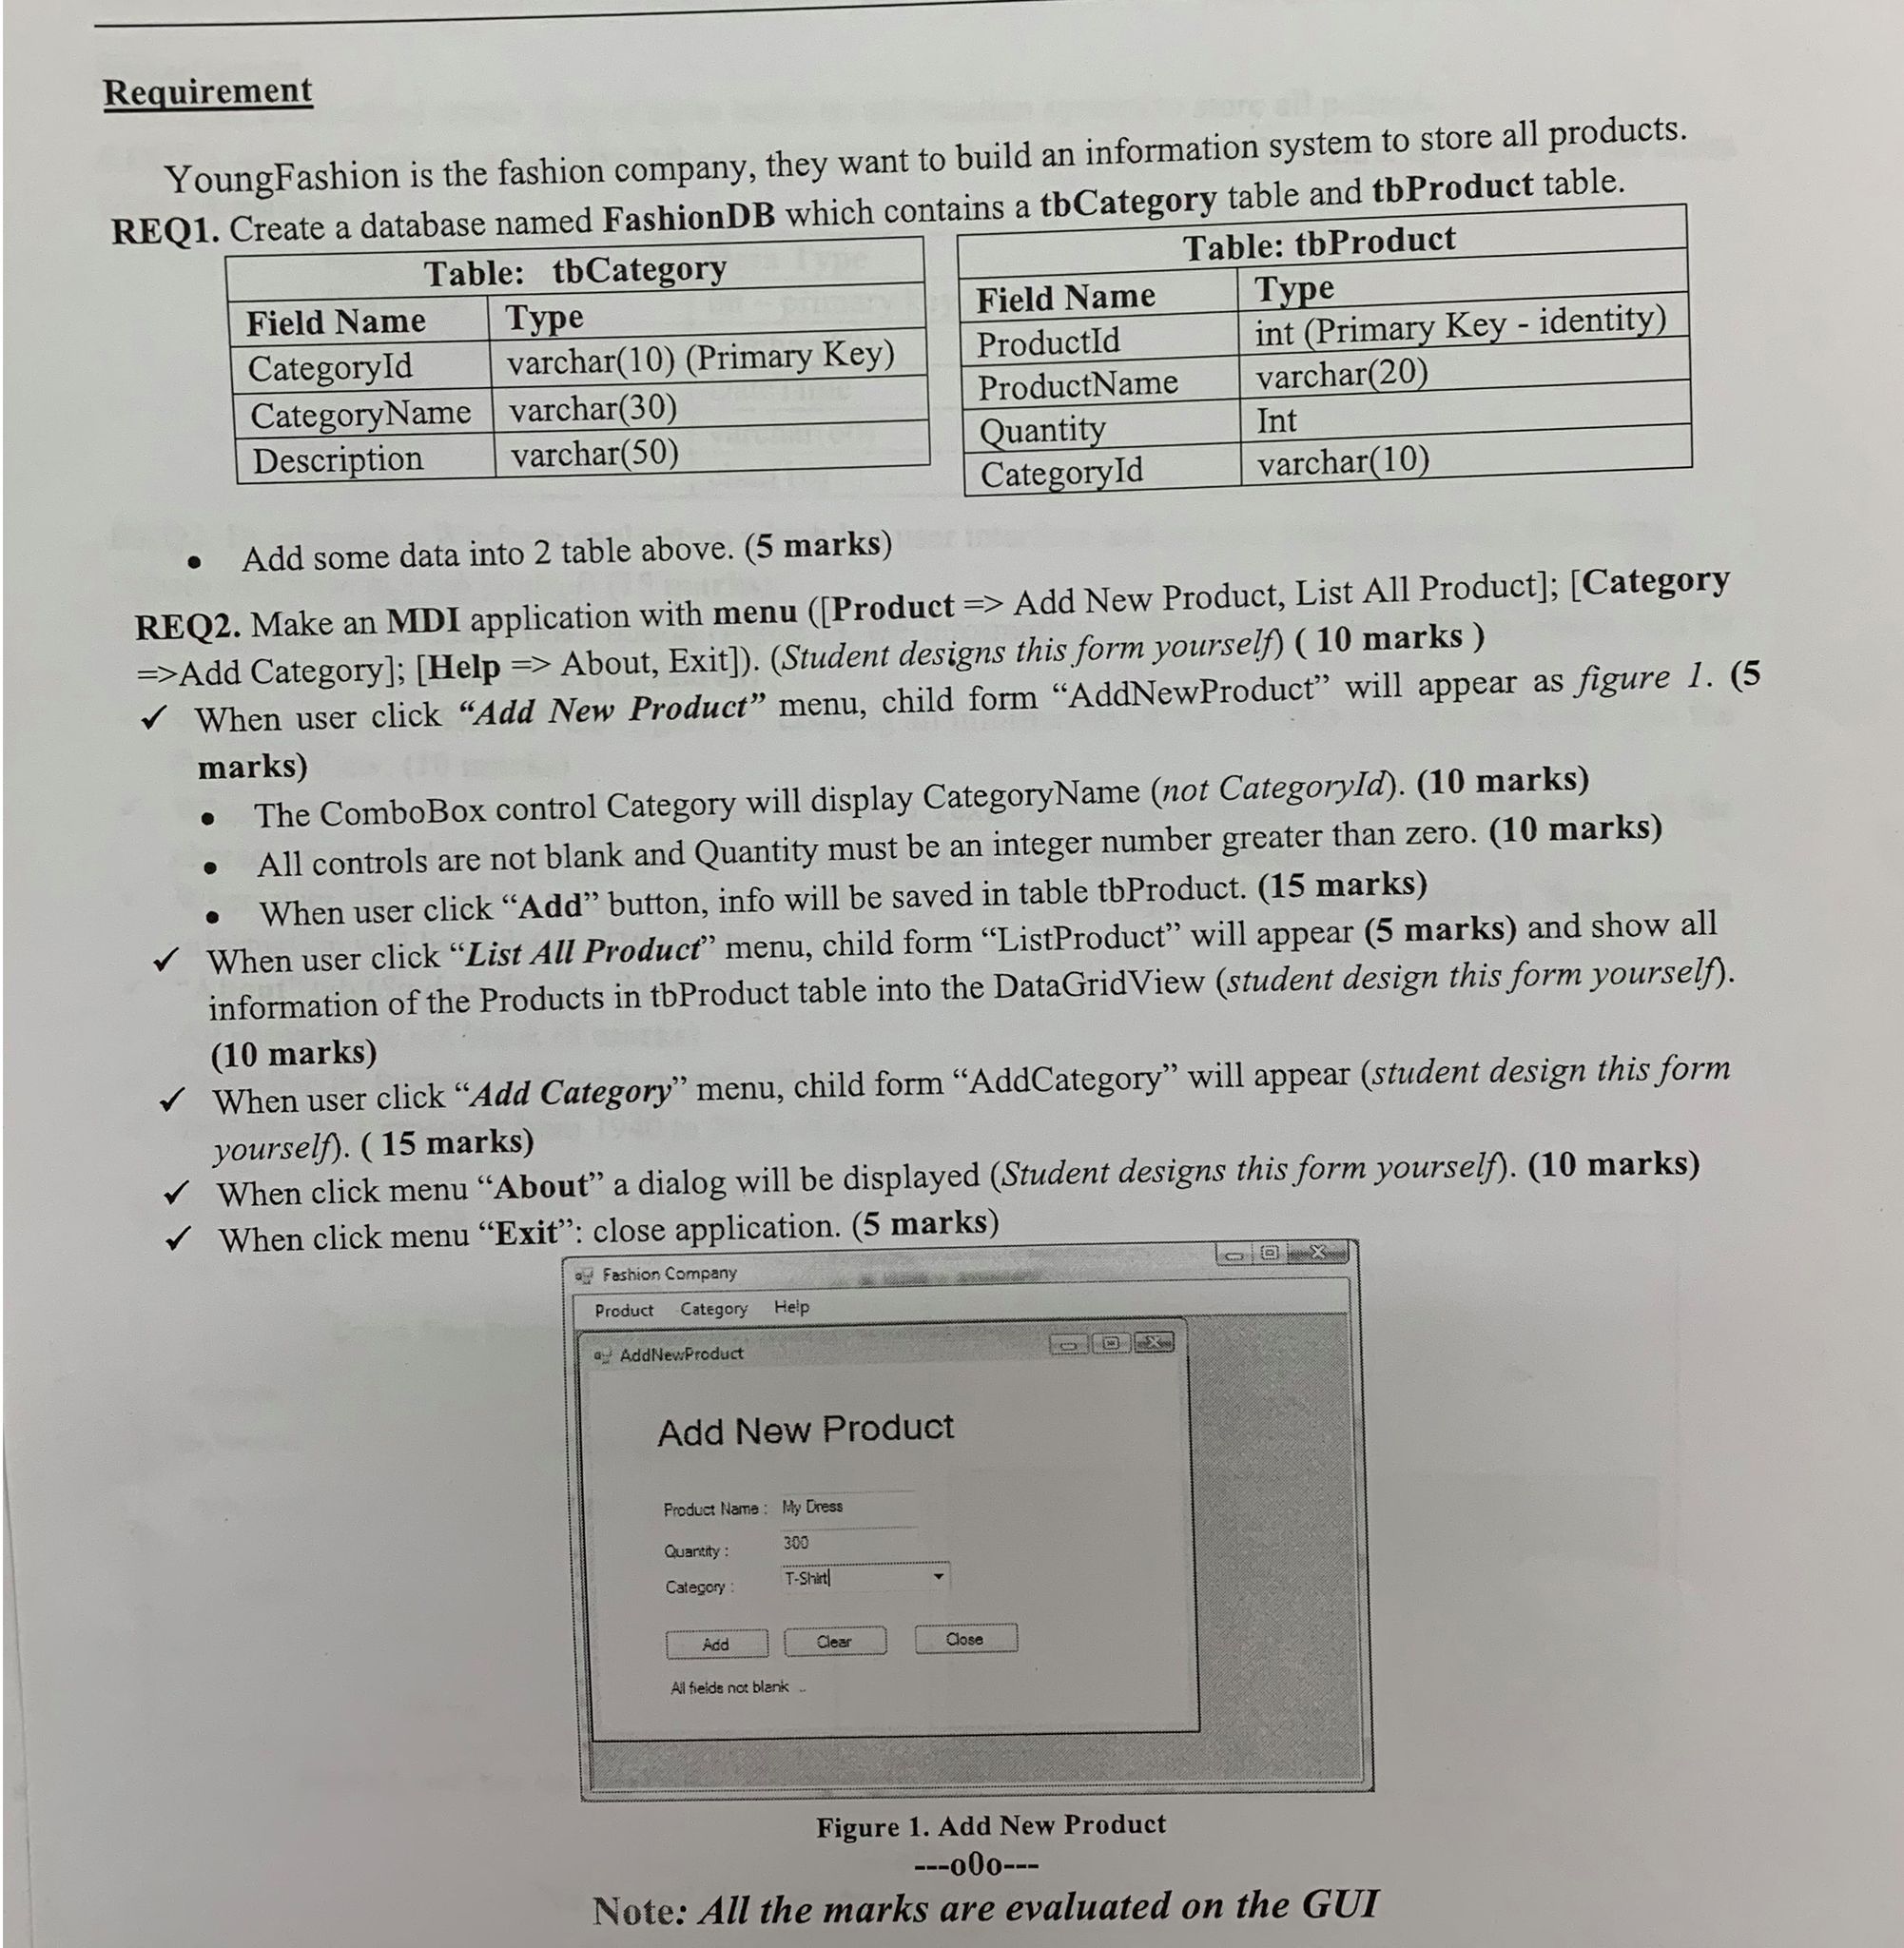 Requirement
YoungFashion is the fashion company, they want to build an information system to store all products.
REQ1. Create a database named FashionDB which contains a tbCategory table and tbProduct table.
Table: tbCategory
Field Name Type
CategoryId varchar(10) (Primary Key)
CategoryName varchar(30)
Description varchar(50)
Table: tbProduct
Field Name Type
ProductId int (Primary Key - identity)
ProductName varchar(20)
Quantity Int
CategoryId varchar(10)
• Add some data into 2 table above. (5 marks)
REQ2. Make an MDI application with menu ([Product => Add New Product, List All Product]; [Category
=>Add Category]; [Help => About, Exit]). (Student designs this form yourself) ( 10 marks )
✓ When user click “Add New Product” menu, child form “AddNewProduct” will appear as figure 1. (5
marks)
• The ComboBox control Category will display CategoryName (not CategoryId). (10 marks)
• All controls are not blank and Quantity must be an integer number greater than zero. (10 marks)
• When user click “Add” button, info will be saved in table tbProduct. (15 marks)
✓ When user click “List All Product” menu, child form “ListProduct” will appear (5 marks) and show all
information of the Products in tbProduct table into the DataGridView (student design this form yourself).
(10 marks)
✓ When user click “Add Category” menu, child form “AddCategory” will appear (student design this form
yourself). ( 15 marks)
✓ When click menu “About” a dialog will be displayed (Student designs this form yourself). (10 marks)
✓ When click menu “Exit”: close application. (5 marks)
Fashion Company
Product Category Help
AddNewProduct
Add New Product
Product Name : My Dress
Quantity : 300
Category : T-Shirt
Add Clear Close
All fields not blank ..
Figure 1. Add New Product
---o0o---
Note: All the marks are evaluated on the GUI